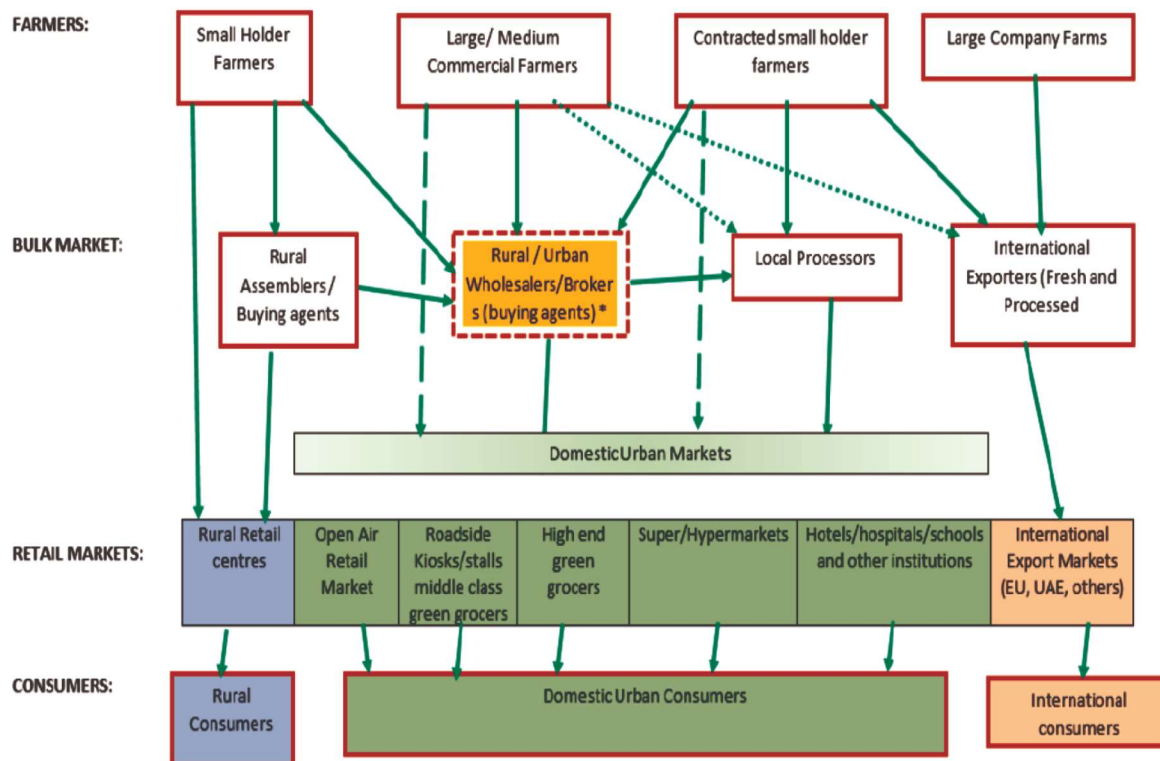 FARMERS:
Small Holder
Farmers
Large/ Medium
Commercial Farmers
Contracted small holder
farmers
Large Company Farms
BULK MARKET:
Rural
Assemblers/
Buying agents
Rural / Urban
Wholesalers/Broker
s (buying agents) *
Local Processors
International
Exporters (Fresh and
Processed
Domestic Urban Markets
RETAIL MARKETS:
Rural Retail
centres
Open Air
Retail
Market
Roadside
Kiosks/stalls
middle class
green grocers
High end
green
grocers
Super/Hypermarkets
Hotels/hospitals/schools
and other institutions
International
Export Markets
(EU, UAE, others)
CONSUMERS:
Rural
Consumers
Domestic Urban Consumers
International
consumers